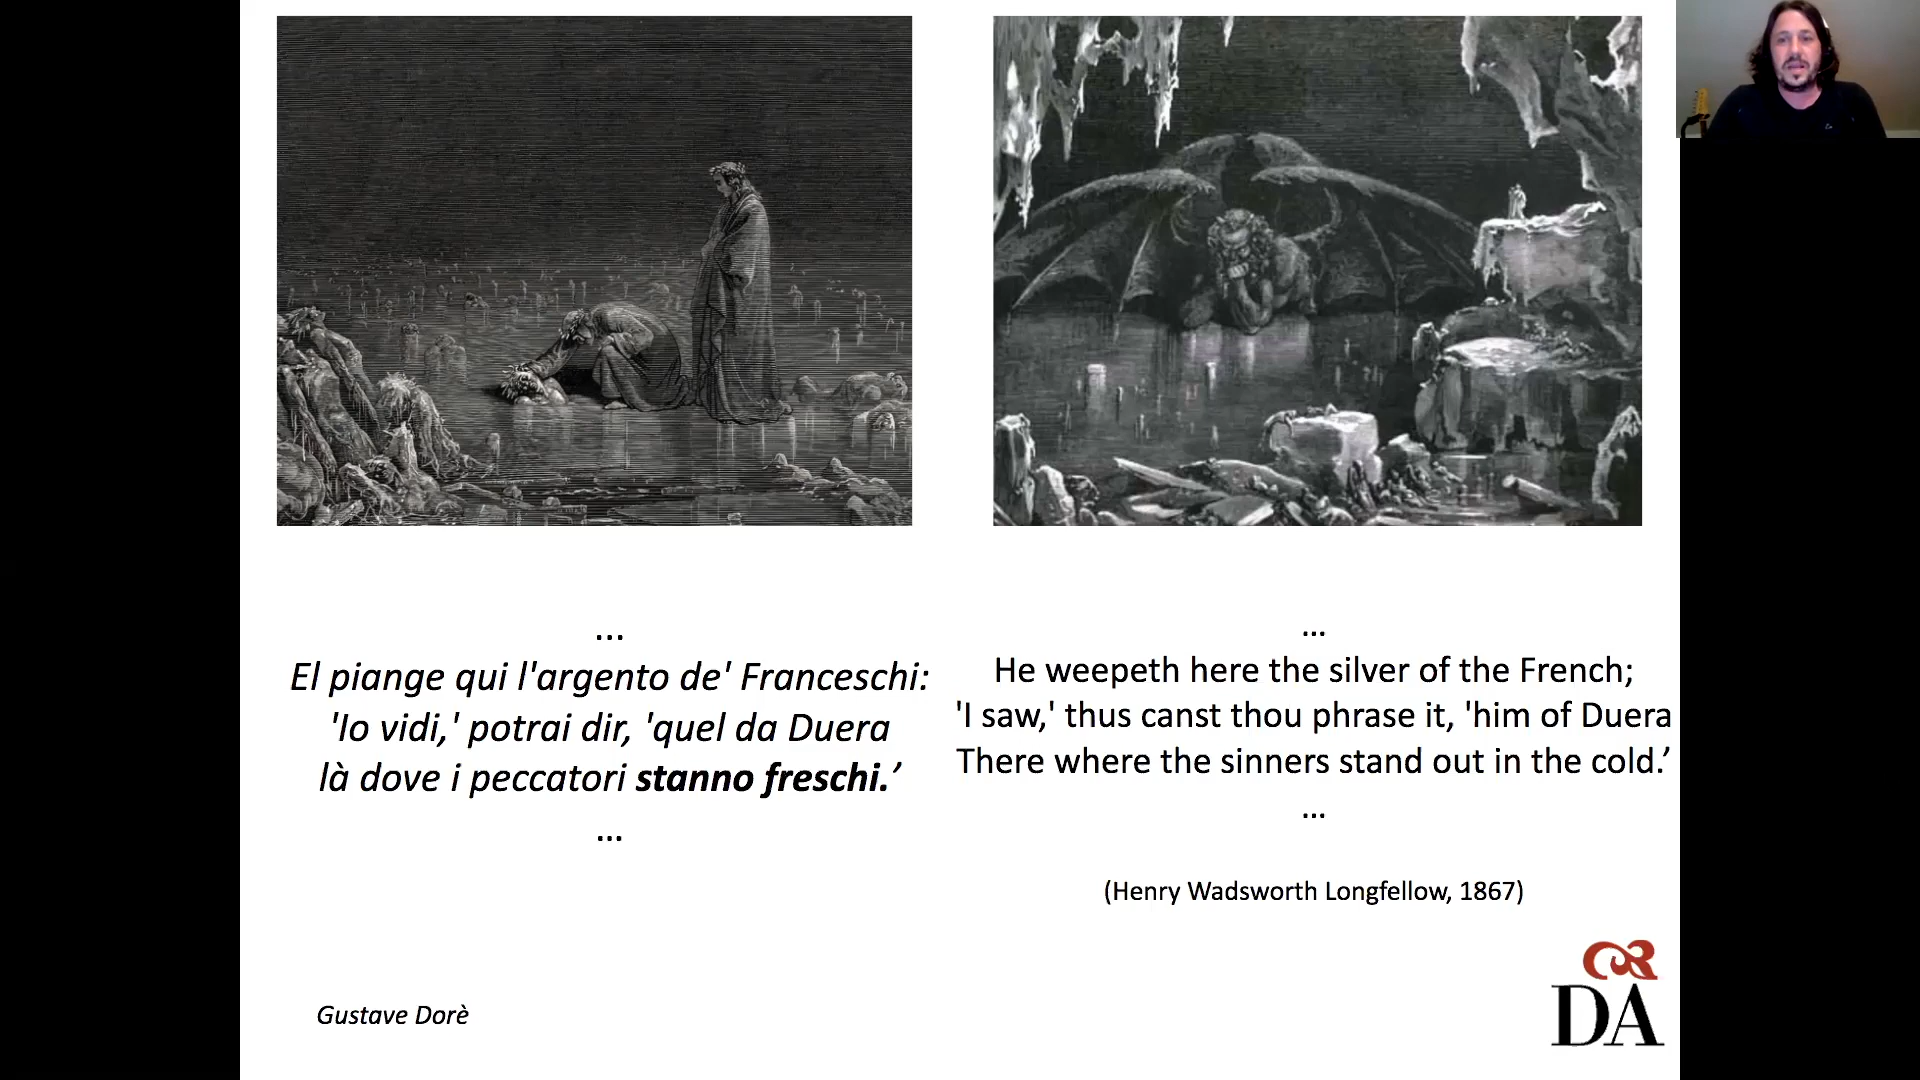 ...
El piange qui l'argento de' Franceschi:
'Io vidi,' potrai dir, 'quel da Duera
là dove i peccatori stanno freschi.’
...
...
He weepeth here the silver of the French;
'I saw,' thus canst thou phrase it, 'him of Duera
There where the sinners stand out in the cold.’
...
(Henry Wadsworth Longfellow, 1867)
Gustave Dorè
DA